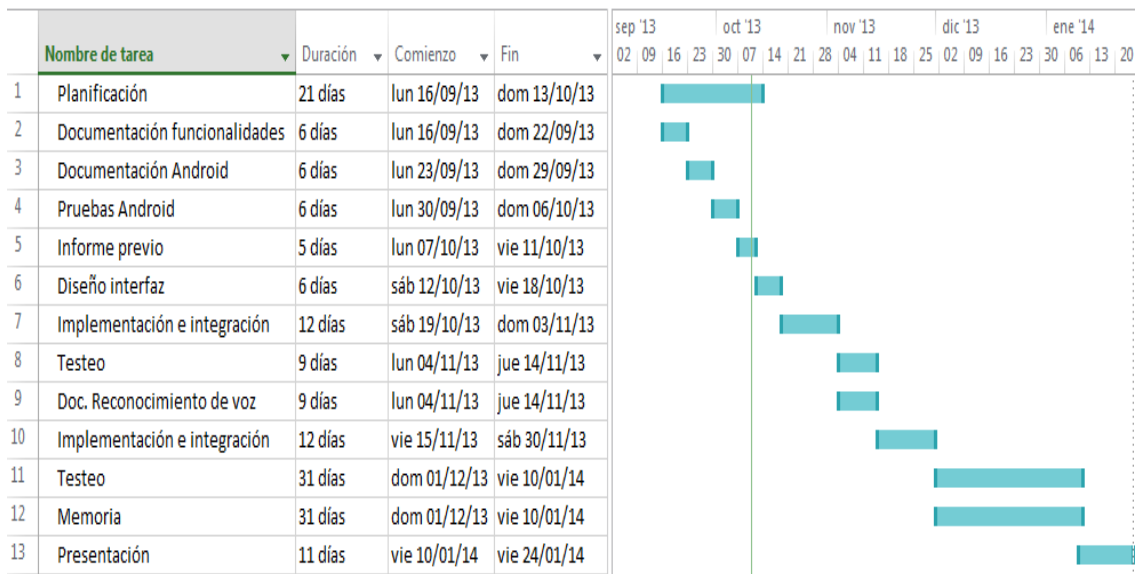 sep '13 oct '13 nov '13 dic '13 ene '14
Nombre de tarea Duración Comienzo Fin 02 09 16 23 30 07 14 21 28 04 11 18 25 02 09 16 23 30 06 13 20
1 Planificación 21 días lun 16/09/13 dom 13/10/13
2 Documentación funcionalidades 6 días lun 16/09/13 dom 22/09/13
3 Documentación Android 6 días lun 23/09/13 dom 29/09/13
4 Pruebas Android 6 días lun 30/09/13 dom 06/10/13
5 Informe previo 5 días lun 07/10/13 vie 11/10/13
6 Diseño interfaz 6 días sáb 12/10/13 vie 18/10/13
7 Implementación e integración 12 días sáb 19/10/13 dom 03/11/13
8 Testeo 9 días lun 04/11/13 jue 14/11/13
9 Doc. Reconocimiento de voz 9 días lun 04/11/13 jue 14/11/13
10 Implementación e integración 12 días vie 15/11/13 sáb 30/11/13
11 Testeo 31 días dom 01/12/13 vie 10/01/14
12 Memoria 31 días dom 01/12/13 vie 10/01/14
13 Presentación 11 días vie 10/01/14 vie 24/01/14